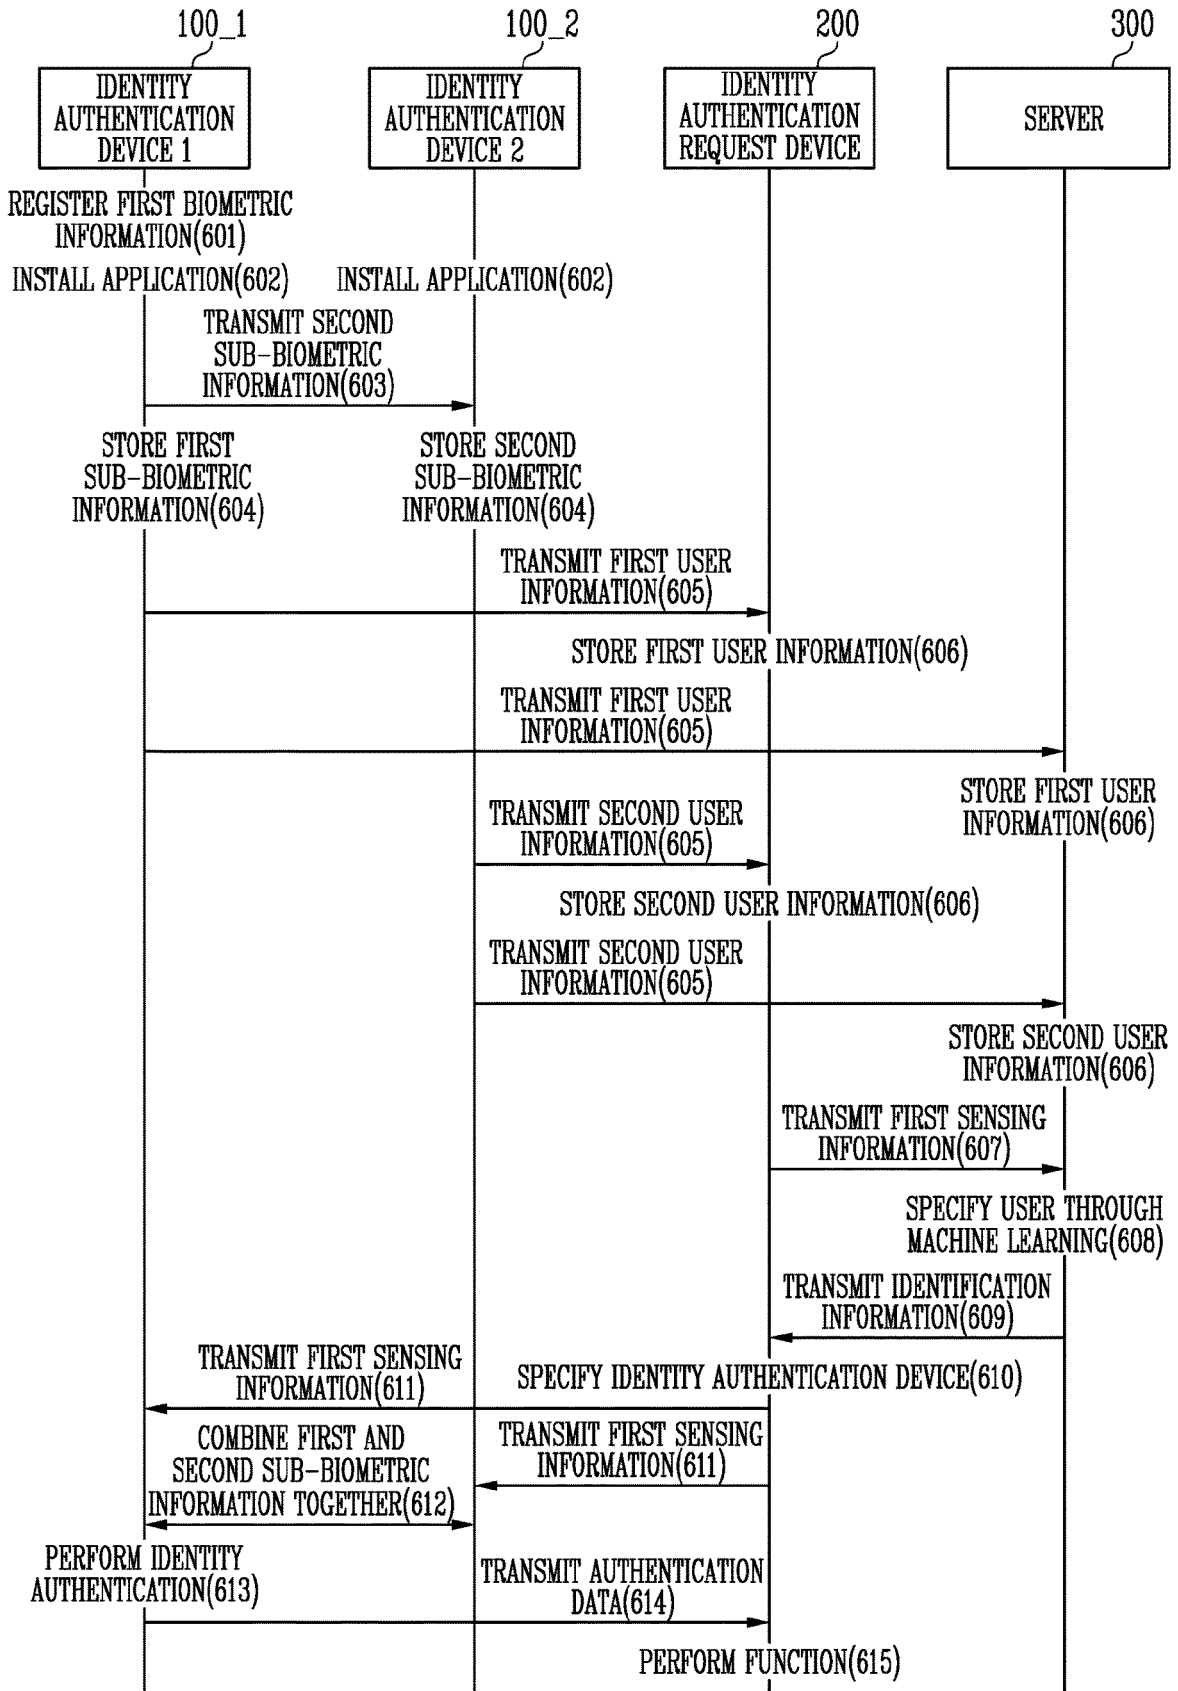 100_1
100_2
200
300
IDENTITY
AUTHENTICATION
DEVICE 1
IDENTITY
AUTHENTICATION
DEVICE 2
IDENTITY
AUTHENTICATION
REQUEST DEVICE
SERVER
REGISTER FIRST BIOMETRIC
INFORMATION(601)
INSTALL APPLICATION(602)
INSTALL APPLICATION(602)
TRANSMIT SECOND
SUB-BIOMETRIC
INFORMATION(603)
STORE FIRST
SUB-BIOMETRIC
INFORMATION(604)
STORE SECOND
SUB-BIOMETRIC
INFORMATION(604)
TRANSMIT FIRST USER
INFORMATION(605)
STORE FIRST USER INFORMATION(606)
TRANSMIT FIRST USER
INFORMATION(605)
STORE FIRST USER
INFORMATION(606)
TRANSMIT SECOND USER
INFORMATION(605)
STORE SECOND USER INFORMATION(606)
TRANSMIT SECOND USER
INFORMATION(605)
STORE SECOND USER
INFORMATION(606)
TRANSMIT FIRST SENSING
INFORMATION(607)
SPECIFY USER THROUGH
MACHINE LEARNING(608)
TRANSMIT IDENTIFICATION
INFORMATION(609)
SPECIFY IDENTITY AUTHENTICATION DEVICE(610)
TRANSMIT FIRST SENSING
INFORMATION(611)
TRANSMIT FIRST SENSING
INFORMATION(611)
COMBINE FIRST AND
SECOND SUB-BIOMETRIC
INFORMATION TOGETHER(612)
PERFORM IDENTITY
AUTHENTICATION(613)
TRANSMIT AUTHENTICATION
DATA(614)
PERFORM FUNCTION(615)